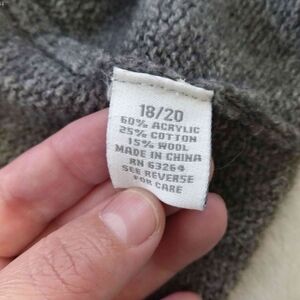 18/20
60% ACRYLIC
25% COTTON
15% WOOL
MADE IN CHINA
RN 63264
SEE REVERSE
FOR CARE